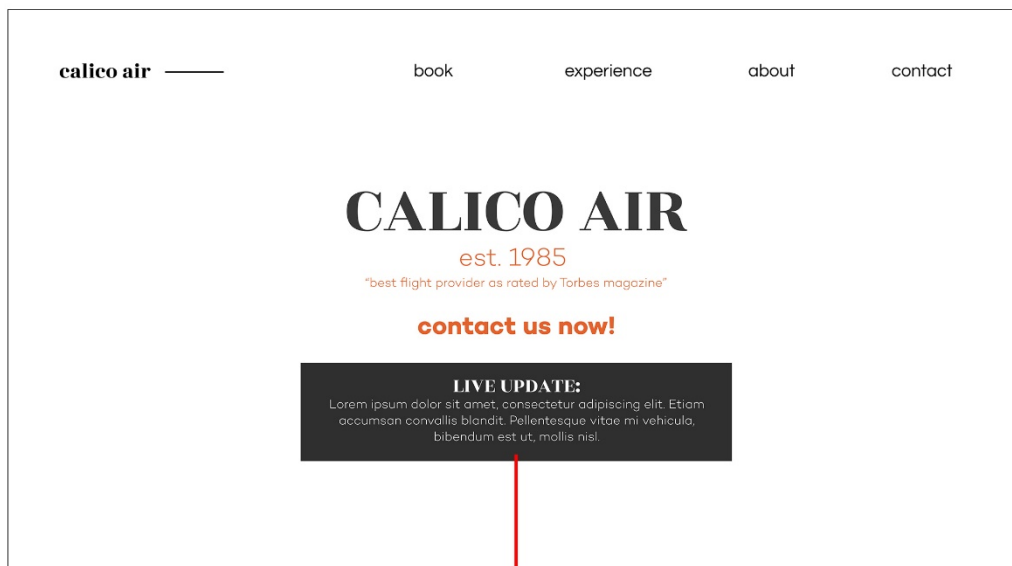 calico air
book experience about contact
CALICO AIR
est. 1985
“best flight provider as rated by Torbes magazine”
contact us now!
LIVE UPDATE:
Lorem ipsum dolor sit amet, consectetur adipiscing elit. Etiam
accumsan convallis blandit. Pellentesque vitae mi vehicula,
bibendum est ut, mollis nisl.